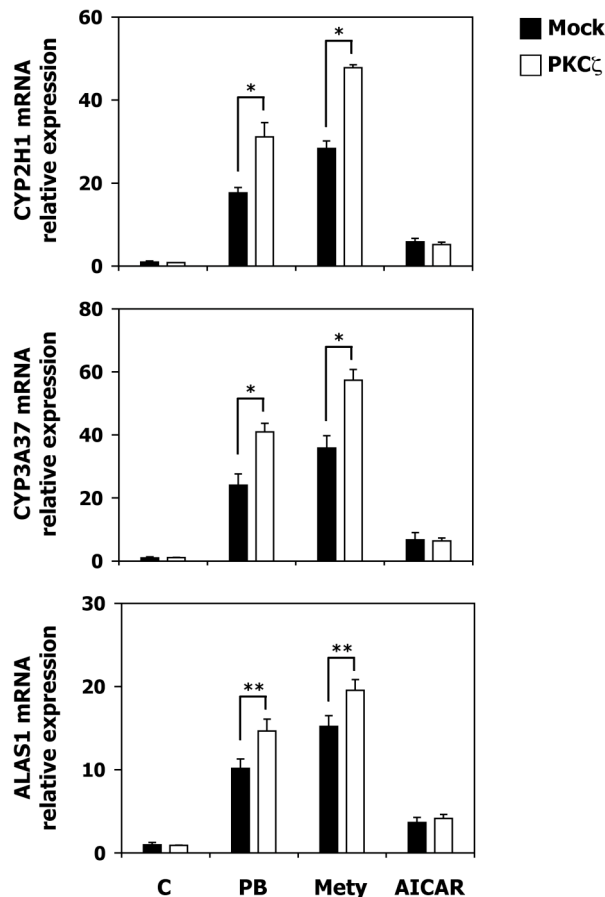 Mock
PKCζ
CYP2H1 mRNA
relative expression
60
40
20
0
*
*
CYP3A37 mRNA
relative expression
80
60
40
20
0
*
*
ALAS1 mRNA
relative expression
30
20
10
0
**
**
C PB Mety AICAR